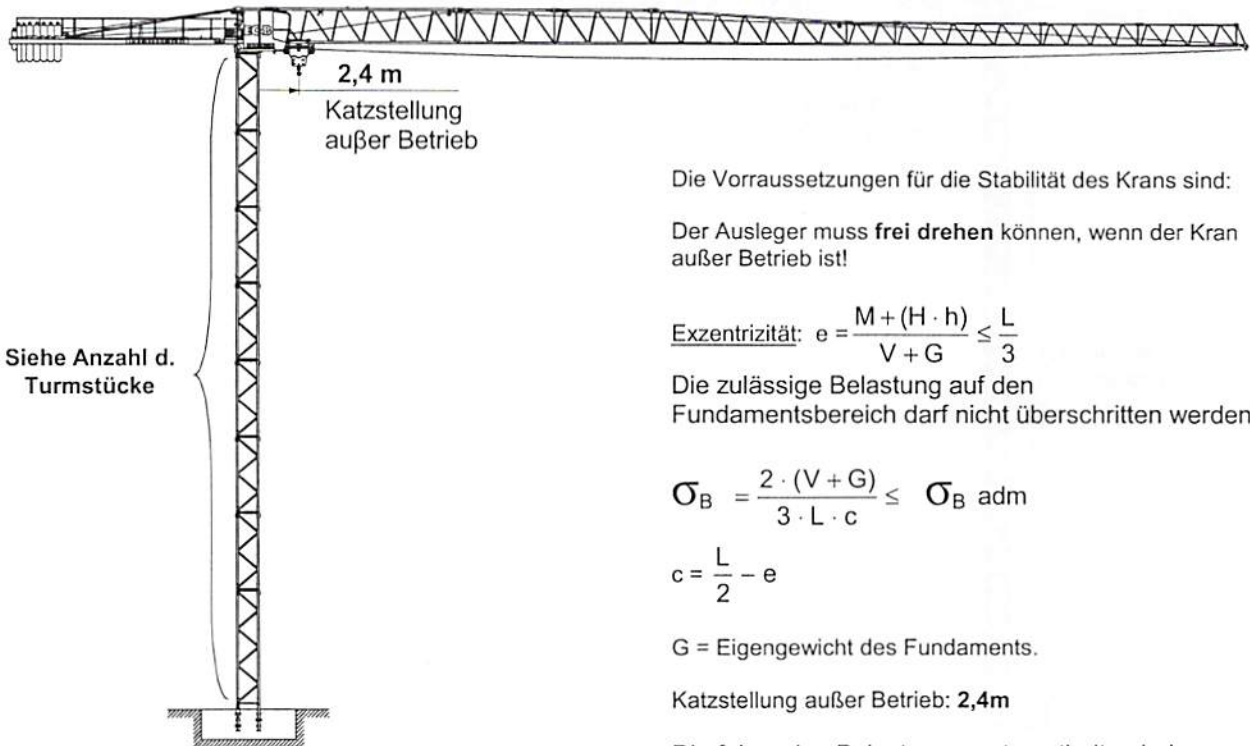 2,4 m
Katzstellung
auβer Betrieb
Siehe Anzahl d.
Turmstücke
Die Vorraussetzungen für die Stabilität des Krans sind:
Der Ausleger muss frei drehen können, wenn der Kran
außer Betrieb ist!
Exzentrizität: e = (M + (H · h)) / (V + G) ≤ L / 3
Die zulässige Belastung auf den
Fundamentsbereich darf nicht überschritten werden
σB = (2 · (V + G)) / (3 · L · c) ≤ σB adm
c = L / 2 − e
G = Eigengewicht des Fundaments.
Katzstellung außer Betrieb: 2,4m